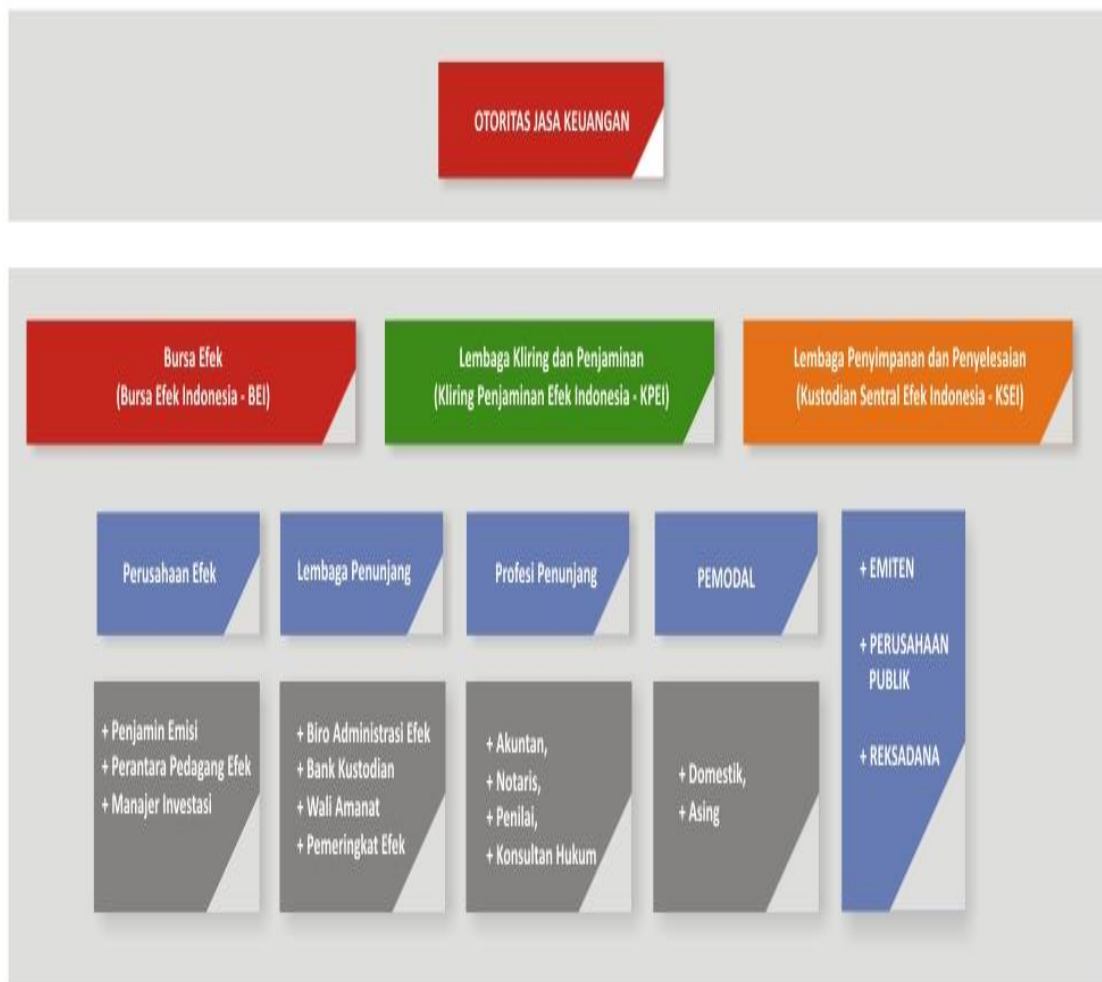 OTORITAS JASA KEUANGAN
Bursa Efek
(Bursa Efek Indonesia - BEI)
Lembaga Kliring dan Penjaminan
(Kliring Penjaminan Efek Indonesia - KPEI)
Lembaga Penyimpanan dan Penyelesaian
(Kustodian Sentral Efek Indonesia - KSEI)
Perusahaan Efek
Lembaga Penunjang
Profesi Penunjang
PEMODAL
+ EMITEN
+ PERUSAHAAN
PUBLIK
+ REKSADANA
+ Penjamin Emisi
+ Perantara Pedagang Efek
+ Manajer Investasi
+ Biro Administrasi Efek
+ Bank Kustodian
+ Wali Amanat
+ Pemeringkat Efek
+ Akuntan,
+ Notaris,
+ Penilai,
+ Konsultan Hukum
+ Domestik,
+ Asing